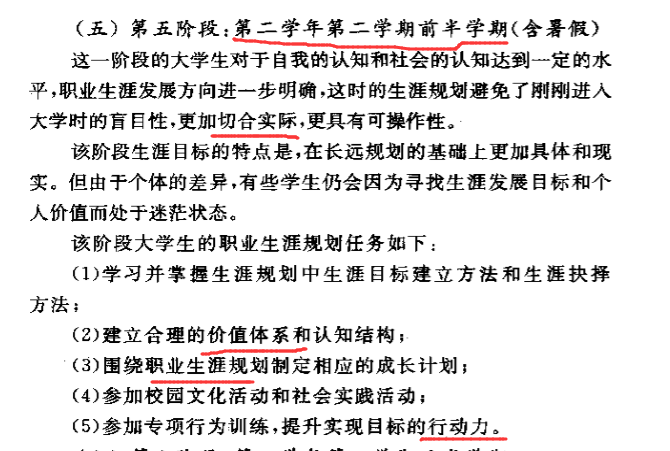 (五)第五阶段:第二学年第二学期前半学期(含暑假)
这一阶段的大学生对于自我的认知和社会的认知达到一定的水
平,职业生涯发展方向进一步明确,这时的生涯规划避免了刚刚进入
大学时的盲目性,更加切合实际,更具有可操作性。
该阶段生涯目标的特点是,在长远规划的基础上更加具体和现
实。但由于个体的差异,有些学生仍会因为寻找生涯发展目标和个
人价值而处于迷茫状态。
该阶段大学生的职业生涯规划任务如下:
(1)学习并掌握生涯规划中生涯目标建立方法和生涯抉择
方法;
(2)建立合理的价值体系和认知结构;
(3)围绕职业生涯规划制定相应的成长计划;
(4)参加校园文化活动和社会实践活动;
(5)参加专项行为训练,提升实现目标的行动力。